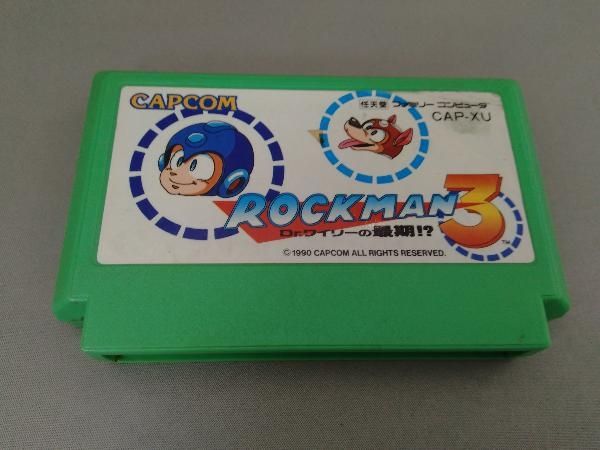 CAPCOM
任天堂 ファミリー コンピュータ
CAP-XU
ROCKMAN 3
Dr.ワイリーの最期!?
TM
© 1990 CAPCOM ALL RIGHTS RESERVED.